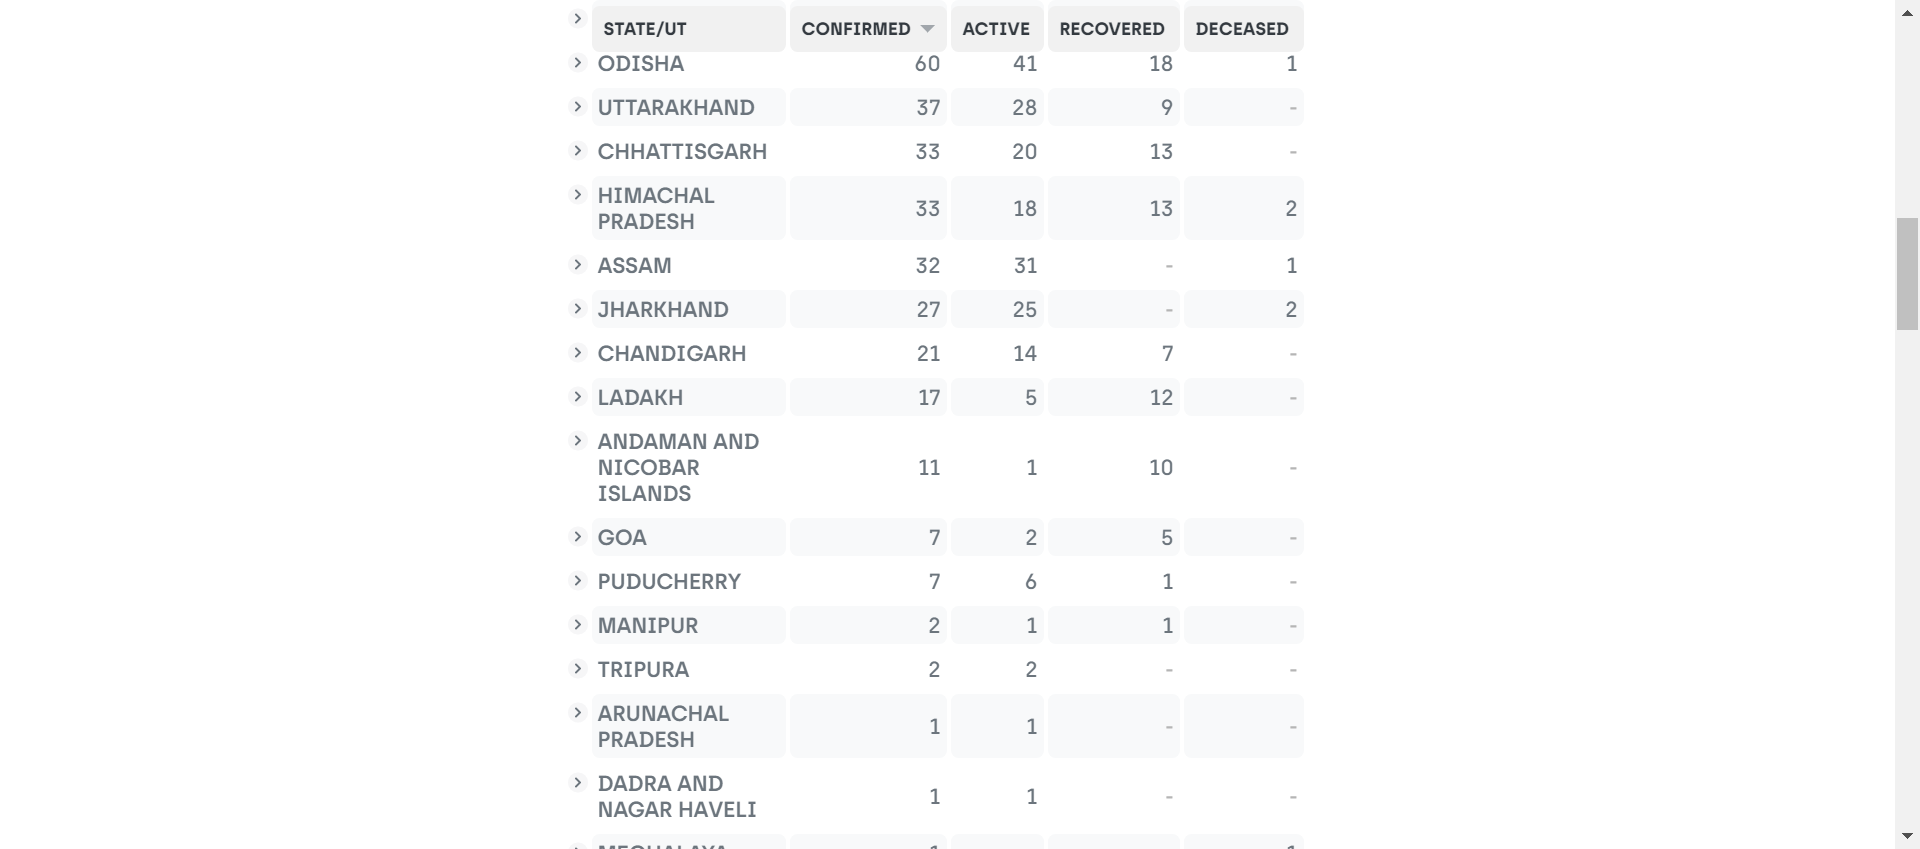 STATE/UT CONFIRMED ACTIVE RECOVERED DECEASED
ODISHA 60 41 18 1
UTTARAKHAND 37 28 9 -
CHHATTISGARH 33 20 13 -
HIMACHAL
PRADESH 33 18 13 2
ASSAM 32 31 - 1
JHARKHAND 27 25 - 2
CHANDIGARH 21 14 7 -
LADAKH 17 5 12 -
ANDAMAN AND
NICOBAR 11 1 10 -
ISLANDS
GOA 7 2 5 -
PUDUCHERRY 7 6 1 -
MANIPUR 2 1 1 -
TRIPURA 2 2 - -
ARUNACHAL
PRADESH 1 1 - -
DADRA AND
NAGAR HAVELI 1 1 - -